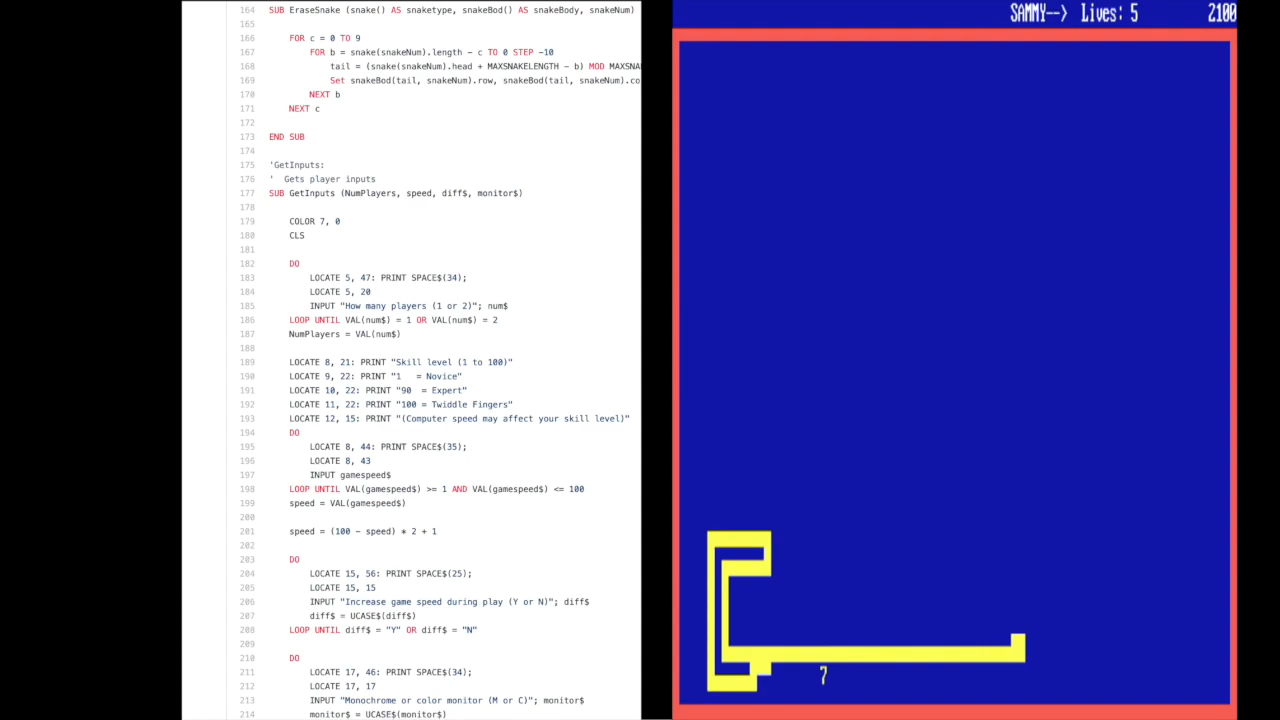 164 SUB EraseSnake (snake() AS snaketype, snakeBod() AS snakeBody, snakeNum)
165
166 FOR c = 0 TO 9
167 FOR b = snake(snakeNum).length - c TO 0 STEP -10
168 tail = (snake(snakeNum).head + MAXSNAKELENGTH - b) MOD MAXSNA
169 Set snakeBod(tail, snakeNum).row, snakeBod(tail, snakeNum).co
170 NEXT b
171 NEXT c
172
173 END SUB
174
175 'GetInputs:
176 ' Gets player inputs
177 SUB GetInputs (NumPlayers, speed, diff$, monitor$)
178
179 COLOR 7, 0
180 CLS
181
182 DO
183 LOCATE 5, 47: PRINT SPACE$(34);
184 LOCATE 5, 20
185 INPUT "How many players (1 or 2)"; num$
186 LOOP UNTIL VAL(num$) = 1 OR VAL(num$) = 2
187 NumPlayers = VAL(num$)
188
189 LOCATE 8, 21: PRINT "Skill level (1 to 100)"
190 LOCATE 9, 22: PRINT "1   = Novice"
191 LOCATE 10, 22: PRINT "90  = Expert"
192 LOCATE 11, 22: PRINT "100 = Twiddle Fingers"
193 LOCATE 12, 15: PRINT "(Computer speed may affect your skill level)"
194 DO
195 LOCATE 8, 44: PRINT SPACE$(35);
196 LOCATE 8, 43
197 INPUT gamespeed$
198 LOOP UNTIL VAL(gamespeed$) >= 1 AND VAL(gamespeed$) <= 100
199 speed = VAL(gamespeed$)
200
201 speed = (100 - speed) * 2 + 1
202
203 DO
204 LOCATE 15, 56: PRINT SPACE$(25);
205 LOCATE 15, 15
206 INPUT "Increase game speed during play (Y or N)"; diff$
207 diff$ = UCASE$(diff$)
208 LOOP UNTIL diff$ = "Y" OR diff$ = "N"
209
210 DO
211 LOCATE 17, 46: PRINT SPACE$(34);
212 LOCATE 17, 17
213 INPUT "Monochrome or color monitor (M or C)"; monitor$
214 monitor$ = UCASE$(monitor$)
SAMMY--> Lives: 5 2100
7